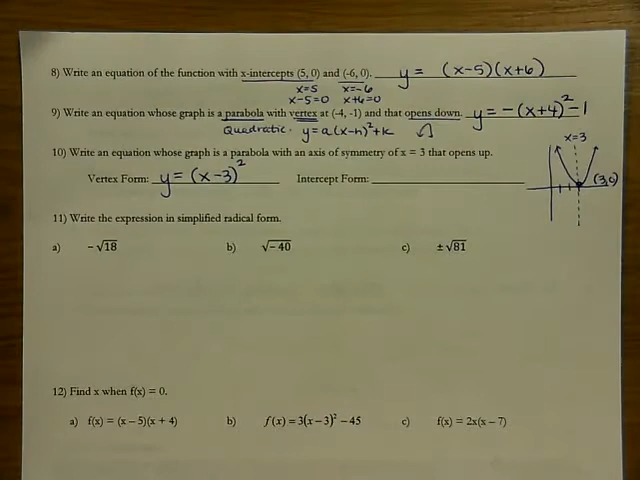 8) Write an equation of the function with x-intercepts (5, 0) and (-6, 0). y = (x-5)(x+6)
x=5 x=-6
x-5=0 x+6=0
9) Write an equation whose graph is a parabola with vertex at (-4, -1) and that opens down. y = -(x+4)²-1
Quadratic. y = a(x-h)²+k
10) Write an equation whose graph is a parabola with an axis of symmetry of x = 3 that opens up.
x=3
Vertex Form: y = (x-3)² Intercept Form:
(3,0)
11) Write the expression in simplified radical form.
a) -√18 b) √-40 c) ±√81
12) Find x when f(x) = 0.
a) f(x) = (x – 5)(x + 4) b) f(x) = 3(x – 3)² – 45 c) f(x) = 2x(x – 7)